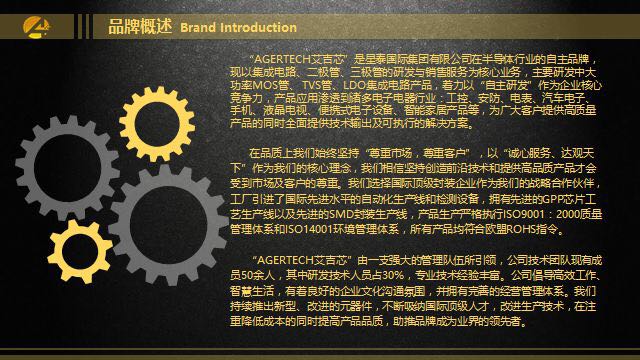 品牌概述 Brand Introduction
“AGERTECH艾吉芯”是星泰国际集团有限公司在半导体行业的自主品牌，
现以集成电路、二极管、三极管的研发与销售服务为核心业务，主要研发中大
功率MOS管、TVS管、LDO集成电路产品，着力以“自主研发”作为企业核心
竞争力，产品应用渗透到诸多电子电器行业：工控、安防、电表、汽车电子、
手机、液晶电视、便携式电子设备、智能家居产品等，为广大客户提供高质量
产品的同时全面提供技术输出及可执行的解决方案。
在品质上我们始终坚持“尊重市场，尊重客户”，以“诚心服务、达观天
下”作为我们的核心理念，我们相信坚持创造前沿技术和提供高品质产品才会
受到市场及客户的尊重。我们选择国际顶级封装企业作为我们的战略合作伙伴，
工厂引进了国际先进水平的自动化生产线和检测设备，拥有先进的GPP芯片工
艺生产线以及先进的SMD封装生产线，产品生产严格执行ISO9001：2000质量
管理体系和ISO14001环境管理体系，所有产品均符合欧盟ROHS指令。
“AGERTECH艾吉芯”由一支强大的管理队伍所引领，公司技术团队现有成
员50余人，其中研发技术人员占30%，专业技术经验丰富。公司倡导高效工作、
智慧生活，有着良好的企业文化沟通氛围，并拥有完善的经营管理体系。我们
持续推出新型、改进的元器件，不断吸纳国际顶级人才，改进生产技术，在注
重降低成本的同时提高产品品质，助推品牌成为业界的领先者。